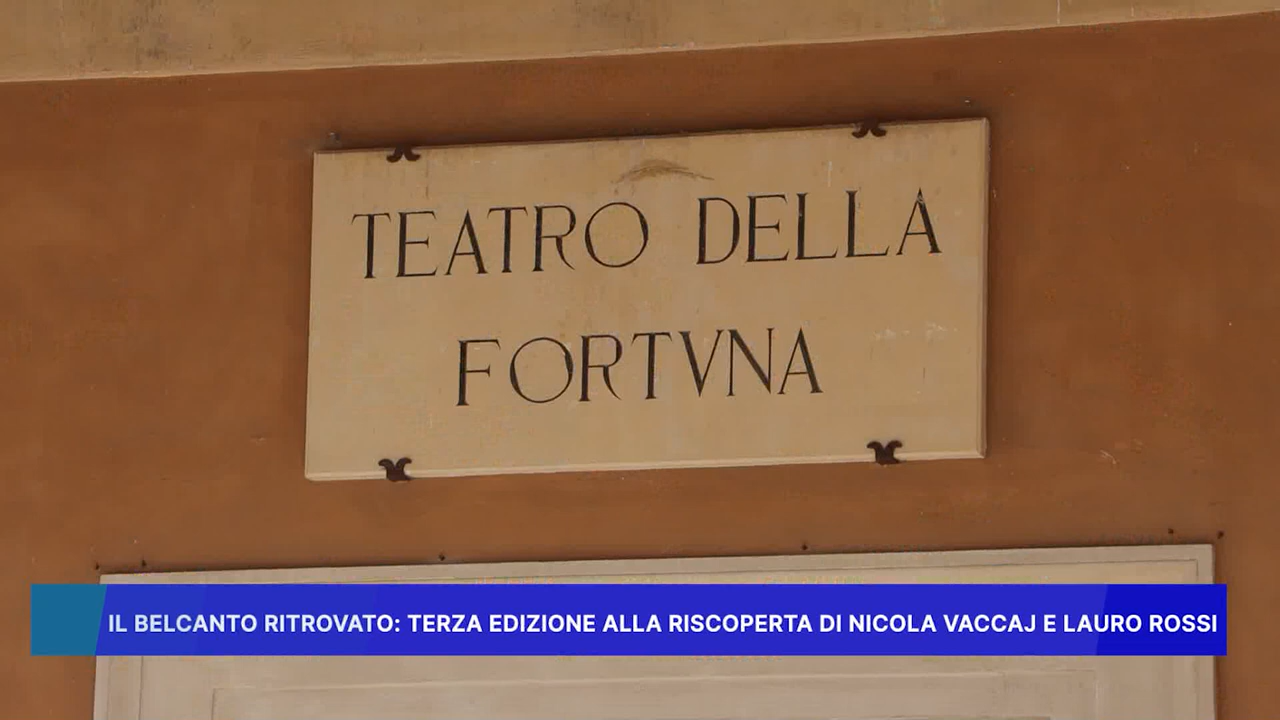 TEATRO DELLA
FORTVNA
IL BELCANTO RITROVATO: TERZA EDIZIONE ALLA RISCOPERTA DI NICOLA VACCAJ E LAURO ROSSI